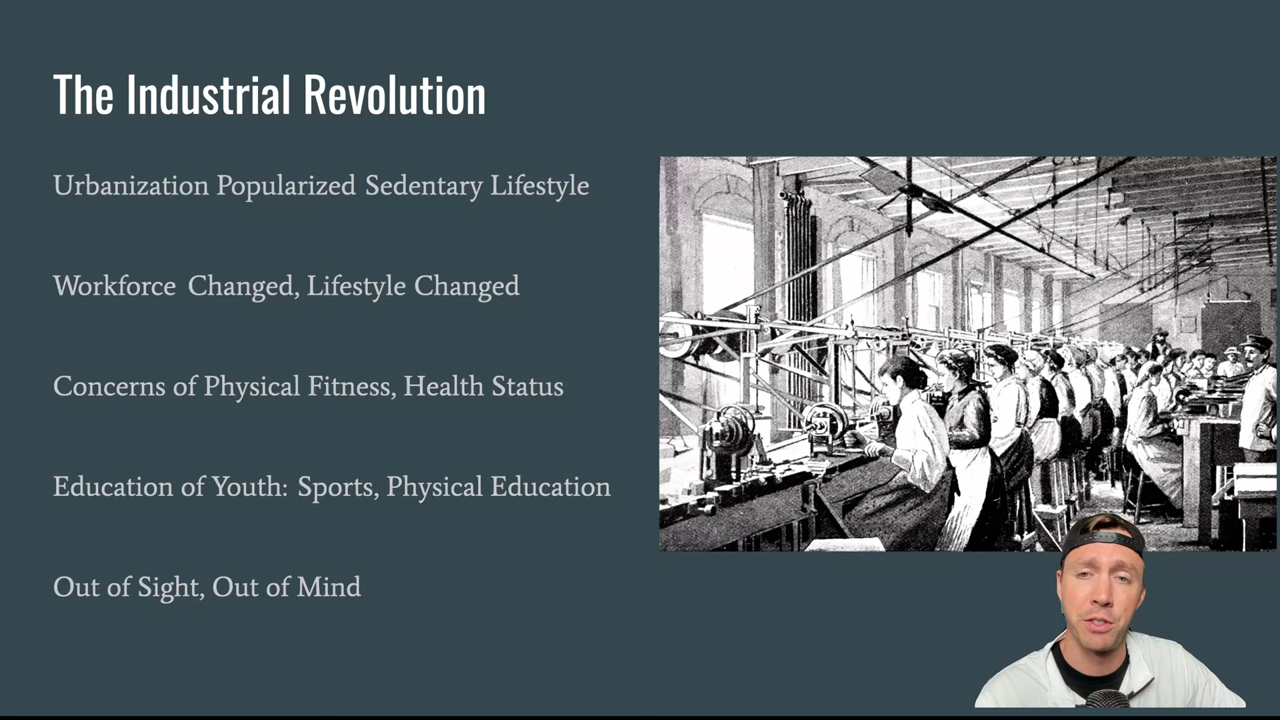 The Industrial Revolution
Urbanization Popularized Sedentary Lifestyle
Workforce Changed, Lifestyle Changed
Concerns of Physical Fitness, Health Status
Education of Youth: Sports, Physical Education
Out of Sight, Out of Mind